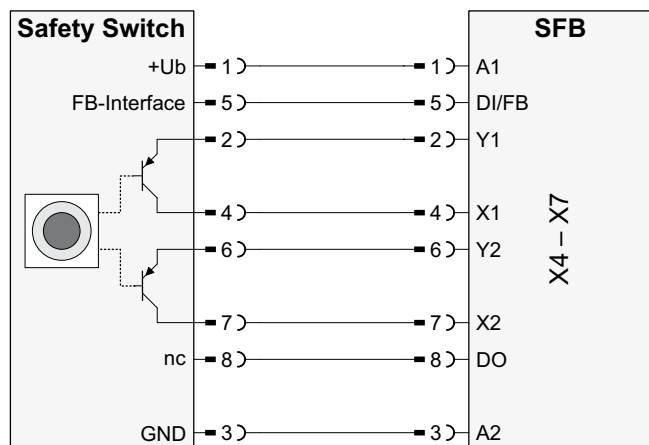 Safety Switch SFB
+Ub 1 1 A1
FB-Interface 5 5 DI/FB
2 2 Y1
4 4 X1
6 6 Y2
X4 – X7
7 7 X2
nc 8 8 DO
GND 3 3 A2